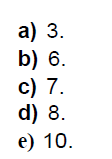 a) 3.
b) 6.
c) 7.
d) 8.
e) 10.